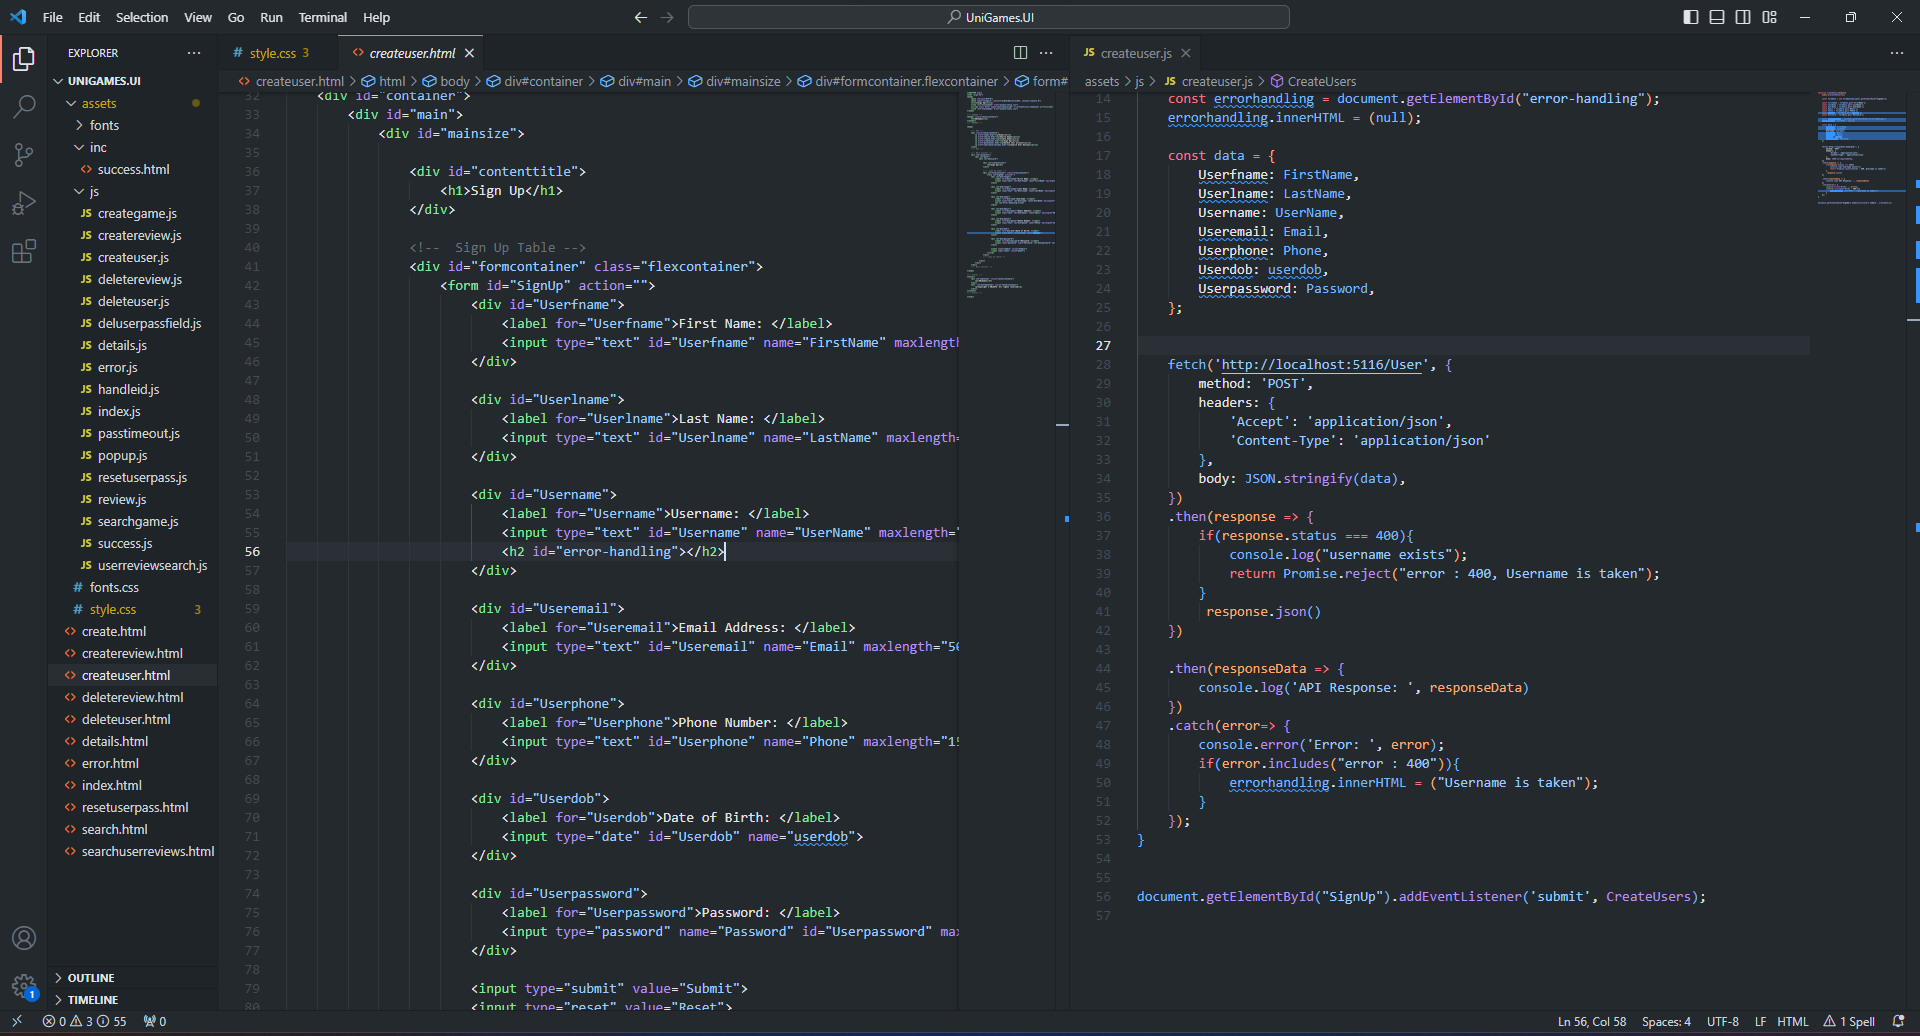 File Edit Selection View Go Run Terminal Help
UniGames.UI
EXPLORER
UNIGAMES.UI
assets
fonts
inc
success.html
js
creategame.js
createreview.js
createuser.js
deletereview.js
deleteuser.js
deluserpassfield.js
details.js
error.js
handleid.js
index.js
passtimeout.js
popup.js
resetuserpass.js
review.js
searchgame.js
success.js
userreviewsearch.js
fonts.css
style.css 3
create.html
createreview.html
createuser.html
deletereview.html
deleteuser.html
details.html
error.html
index.html
resetuserpass.html
search.html
searchuserreviews.html
OUTLINE
TIMELINE
style.css 3
createuser.html
createuser.html > html > body > div#container > div#main > div#mainsize > div#formcontainer.flexcontainer > form#
32 <div id="container">
33 <div id="main">
34 <div id="mainsize">
35
36 <div id="contenttitle">
37 <h1>Sign Up</h1>
38 </div>
39
40 <!--  Sign Up Table -->
41 <div id="formcontainer" class="flexcontainer">
42 <form id="SignUp" action="">
43 <div id="Userfname">
44 <label for="Userfname">First Name: </label>
45 <input type="text" id="Userfname" name="FirstName" maxlength
46 </div>
47
48 <div id="Userlname">
49 <label for="Userlname">Last Name: </label>
50 <input type="text" id="Userlname" name="LastName" maxlength=
51 </div>
52
53 <div id="Username">
54 <label for="Username">Username: </label>
55 <input type="text" id="Username" name="UserName" maxlength="
56 <h2 id="error-handling"></h2>
57 </div>
58
59 <div id="Useremail">
60 <label for="Useremail">Email Address: </label>
61 <input type="text" id="Useremail" name="Email" maxlength="50
62 </div>
63
64 <div id="Userphone">
65 <label for="Userphone">Phone Number: </label>
66 <input type="text" id="Userphone" name="Phone" maxlength="15
67 </div>
68
69 <div id="Userdob">
70 <label for="Userdob">Date of Birth: </label>
71 <input type="date" id="Userdob" name="userdob">
72 </div>
73
74 <div id="Userpassword">
75 <label for="Userpassword">Password: </label>
76 <input type="password" name="Password" id="Userpassword" max
77 </div>
78
79 <input type="submit" value="Submit">
80 <input type="reset" value="Reset">
JS createuser.js
assets > js > JS createuser.js > CreateUsers
14 const errorhandling = document.getElementById("error-handling");
15 errorhandling.innerHTML = (null);
16
17 const data = {
18 Userfname: FirstName,
19 Userlname: LastName,
20 Username: UserName,
21 Useremail: Email,
22 Userphone: Phone,
23 Userdob: userdob,
24 Userpassword: Password,
25 };
26
27
28 fetch('http://localhost:5116/User', {
29 method: 'POST',
30 headers: {
31 'Accept': 'application/json',
32 'Content-Type': 'application/json'
33 },
34 body: JSON.stringify(data),
35 })
36 .then(response => {
37 if(response.status === 400){
38 console.log("username exists");
39 return Promise.reject("error : 400, Username is taken");
40 }
41 response.json()
42 })
43
44 .then(responseData => {
45 console.log('API Response: ', responseData)
46 })
47 .catch(error=> {
48 console.error('Error: ', error);
49 if(error.includes("error : 400")){
50 errorhandling.innerHTML = ("Username is taken");
51 }
52 });
53 }
54
55
56 document.getElementById("SignUp").addEventListener('submit', CreateUsers);
57
1
0 3 55 0
Ln 56, Col 58 Spaces: 4 UTF-8 LF HTML 1 Spell